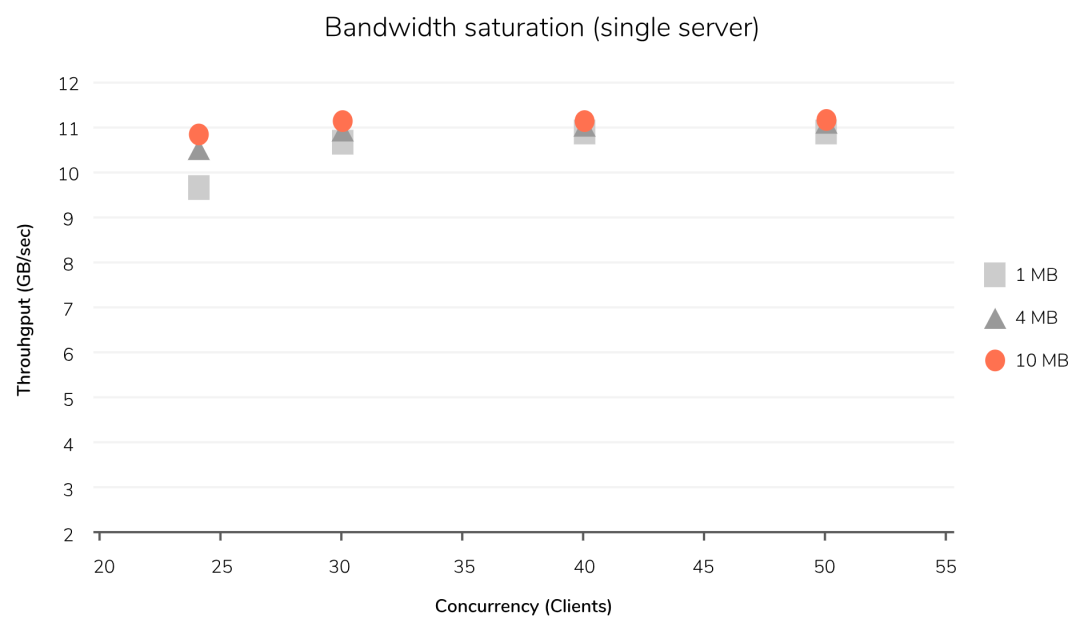 Bandwidth saturation (single server)
12
11
10
9
8
7
6
5
4
3
2
Throuhgput (GB/sec)
20 25 30 35 40 45 50 55
Concurrency (Clients)
1 MB
4 MB
10 MB